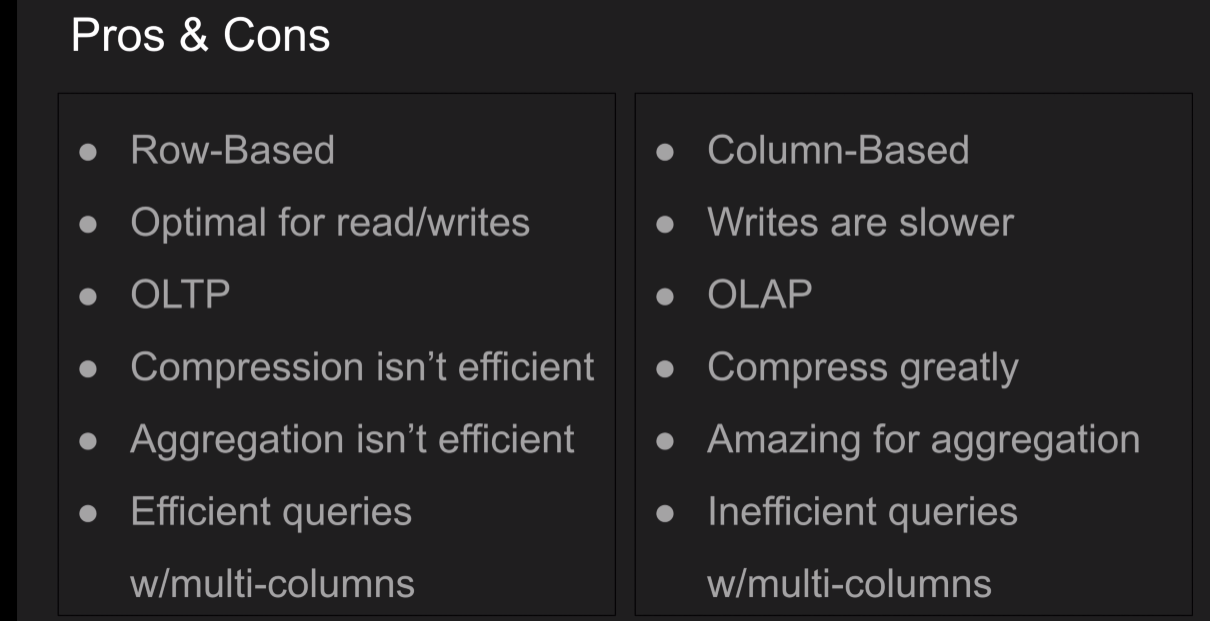 Pros & Cons
Row-Based
Optimal for read/writes
OLTP
Compression isn’t efficient
Aggregation isn’t efficient
Efficient queries
w/multi-columns
Column-Based
Writes are slower
OLAP
Compress greatly
Amazing for aggregation
Inefficient queries
w/multi-columns